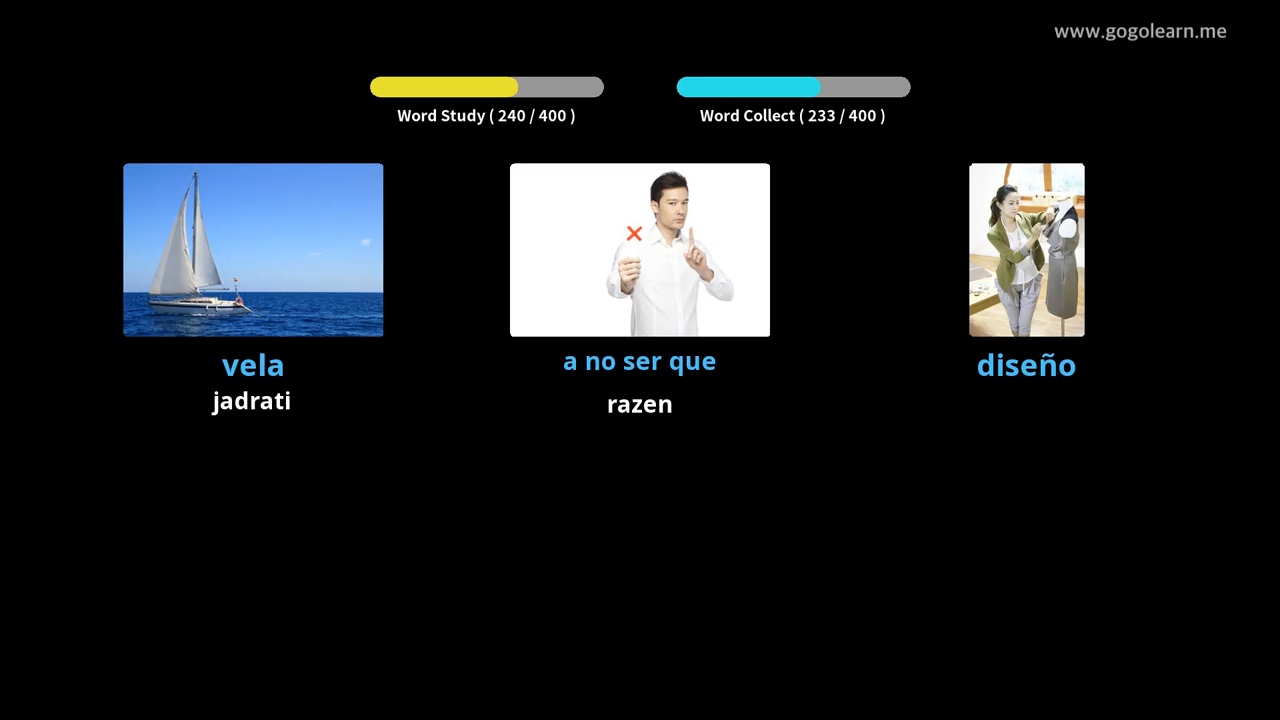 www.gogolearn.me
Word Study ( 240 / 400 )
Word Collect ( 233 / 400 )
vela
a no ser que
diseño
jadrati
razen